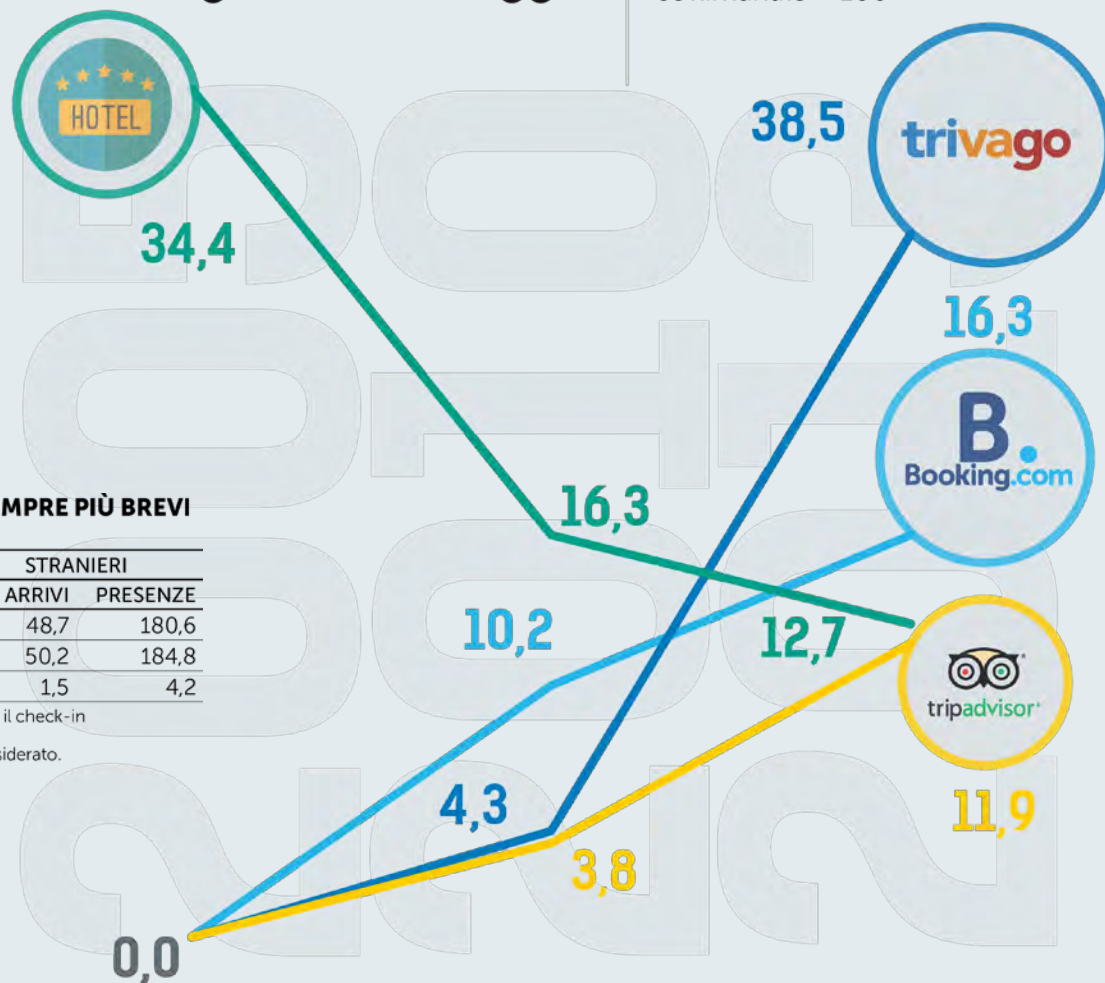 HOTEL
38,5
trivago
34,4
16,3
B.
Booking.com
MPRE PIÙ BREVI
16,3
STRANIERI
ARRIVI PRESENZE
48,7 180,6
10,2
12,7
50,2 184,8
1,5 4,2
tripadvisor
il check-in
siderato.
4,3
11,9
3,8
0,0
2005
2010